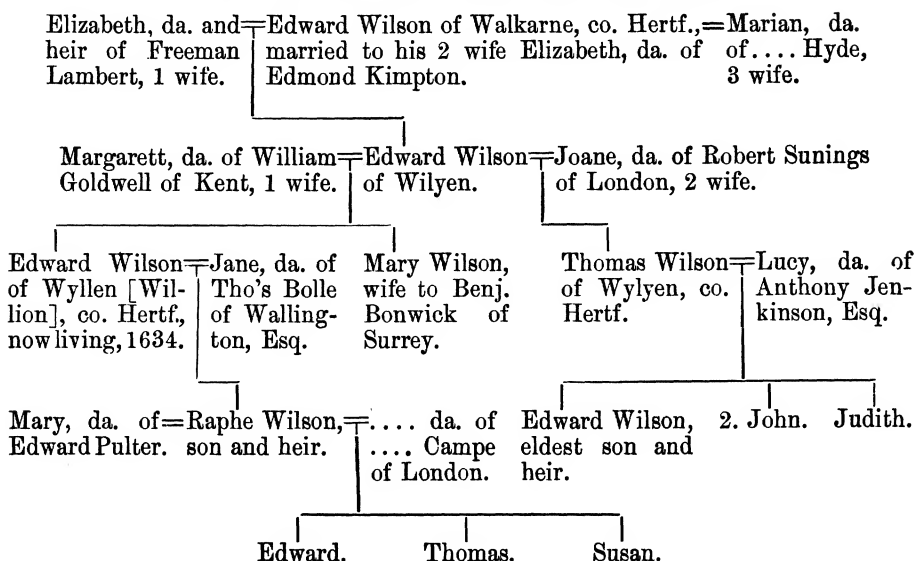 Elizabeth, da. and=Edward Wilson of Walkarne, co. Hertf.,=Marian, da.
heir of Freeman married to his 2 wife Elizabeth, da. of of.... Hyde,
Lambert, 1 wife. Edmond Kimpton. 3 wife.
Margarett, da. of William=Edward Wilson=Joane, da. of Robert Sunings
Goldwell of Kent, 1 wife. of Wilyen. of London, 2 wife.
Edward Wilson=Jane, da. of Mary Wilson, Thomas Wilson=Lucy, da. of
of Wyllen [Wil- Tho's Bolle wife to Benj. of Wylyen, co. Anthony Jen-
lion], co. Hertf., of Walling- Bonwick of Hertf. kinson, Esq.
now living, 1634. ton, Esq. Surrey.
Mary, da. of=Raphe Wilson,=.... da. of Edward Wilson, 2. John. Judith.
Edward Pulter. son and heir. .... Campe eldest son and
of London. heir.
Edward. Thomas. Susan.